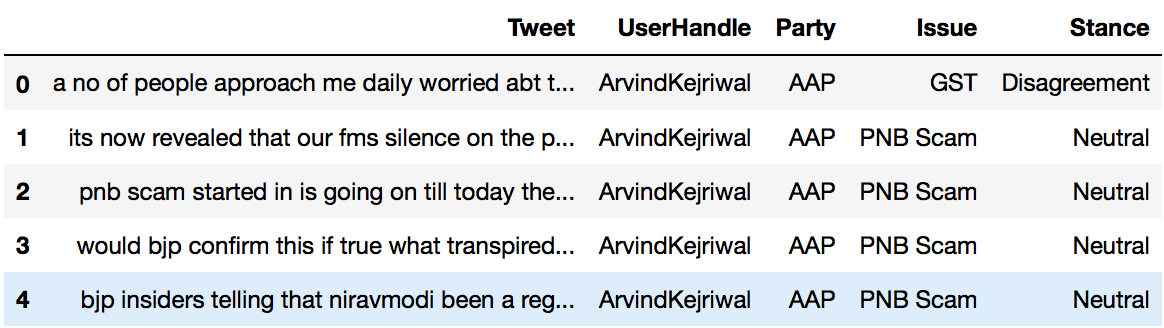 Tweet UserHandle Party Issue Stance
0 a no of people approach me daily worried abt t... ArvindKejriwal AAP GST Disagreement
1 its now revealed that our fms silence on the p... ArvindKejriwal AAP PNB Scam Neutral
2 pnb scam started in is going on till today the... ArvindKejriwal AAP PNB Scam Neutral
3 would bjp confirm this if true what transpired... ArvindKejriwal AAP PNB Scam Neutral
4 bjp insiders telling that niravmodi been a reg... ArvindKejriwal AAP PNB Scam Neutral